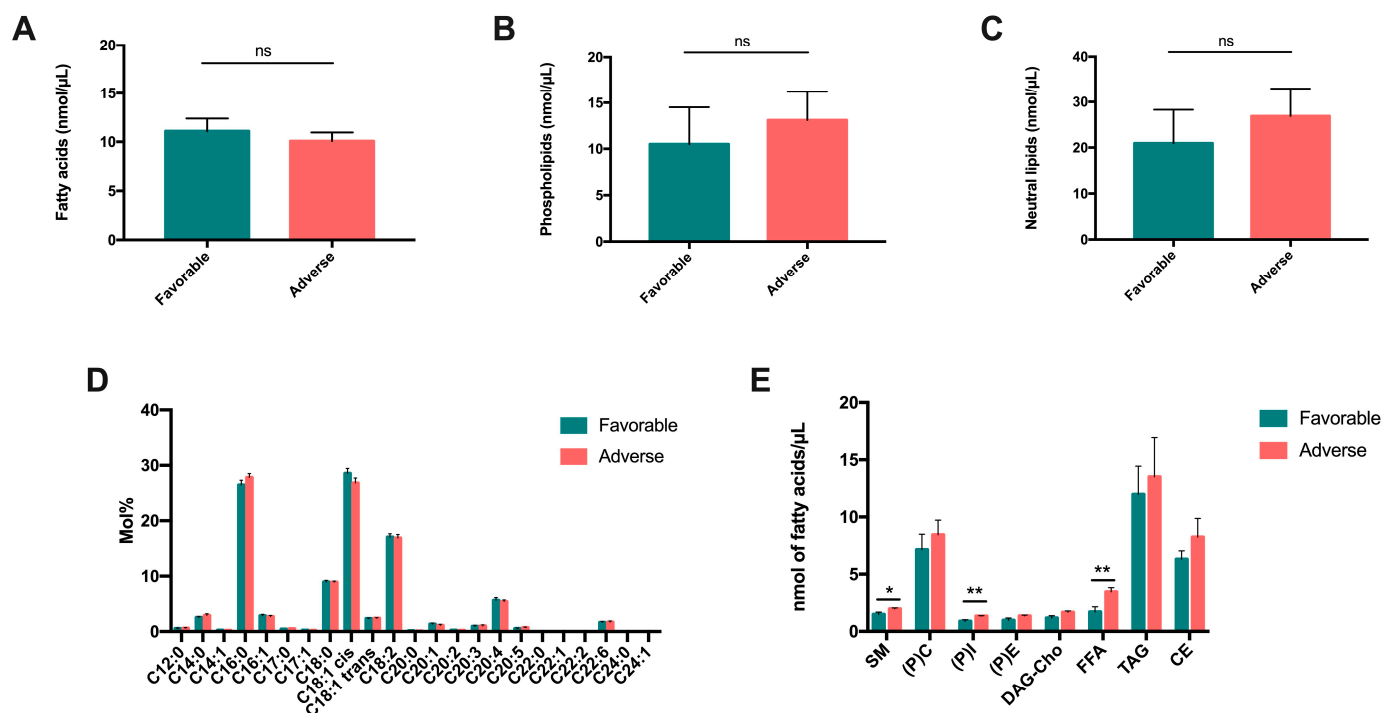 A
Fatty acids (nmol/μL)
20
15
10
5
0
ns
Favorable
Adverse
B
Phospholipids (nmol/μL)
20
15
10
5
0
ns
Favorable
Adverse
C
Neutral lipids (nmol/μL)
40
30
20
10
0
ns
Favorable
Adverse
D
Mol%
40
30
20
10
0
Favorable
Adverse
C12:0
C14:0
C14:1
C16:0
C16:1
C17:0
C17:1
C18:0
C18:1 cis
C18:1 trans
C18:2
C20:0
C20:1
C20:2
C20:3
C20:4
C20:5
C22:0
C22:1
C22:2
C22:6
C24:0
C24:1
E
nmol of fatty acids/μL
20
15
10
5
0
*
**
**
Favorable
Adverse
SM
(P)C
(P)I
(P)E
DAG-Cho
FFA
TAG
CE